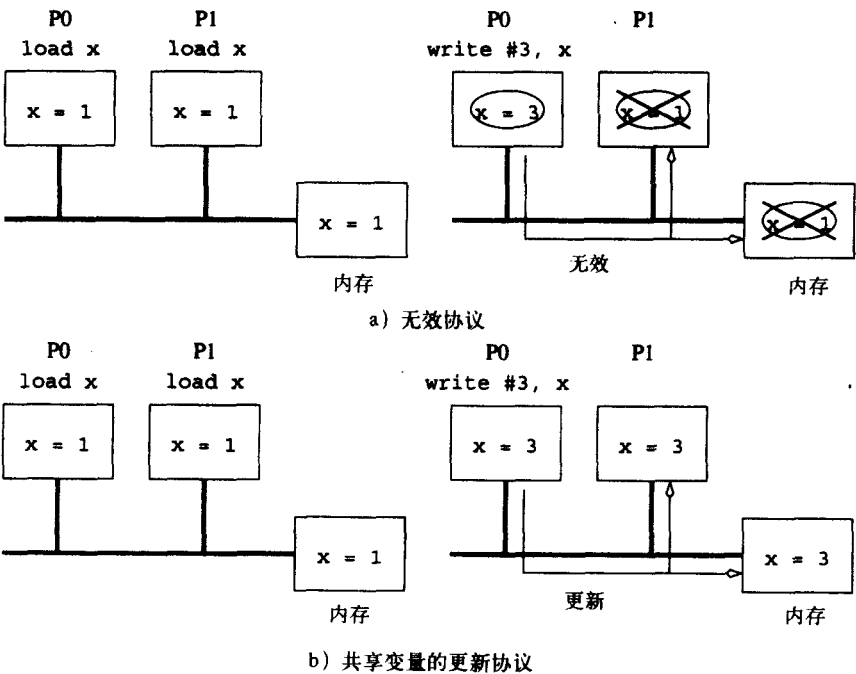 P0 P1 P0 P1
load x load x write #3, x
x = 1 x = 1 x = 3 x = 1
x = 1 x = 1
无效
内存 内存
a) 无效协议
P0 P1 P0 P1
load x load x write #3, x
x = 1 x = 1 x = 3 x = 3
x = 1 x = 3
更新
内存 内存
b) 共享变量的更新协议